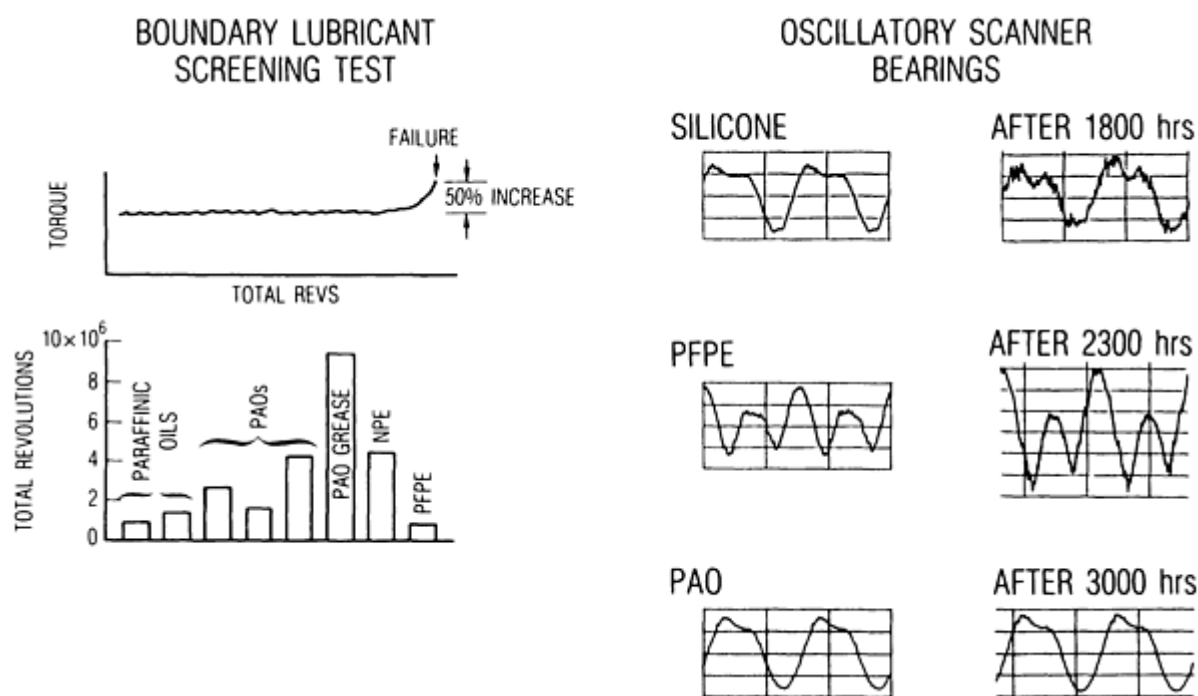 BOUNDARY LUBRICANT
SCREENING TEST
FAILURE
50% INCREASE
TORQUE
TOTAL REVS
10 × 10⁶
8
6
4
2
0
TOTAL REVOLUTIONS
PARAFFINIC
OILS
PAOs
PAO GREASE
NPE
PFPE
OSCILLATORY SCANNER
BEARINGS
SILICONE
AFTER 1800 hrs
PFPE
AFTER 2300 hrs
PAO
AFTER 3000 hrs